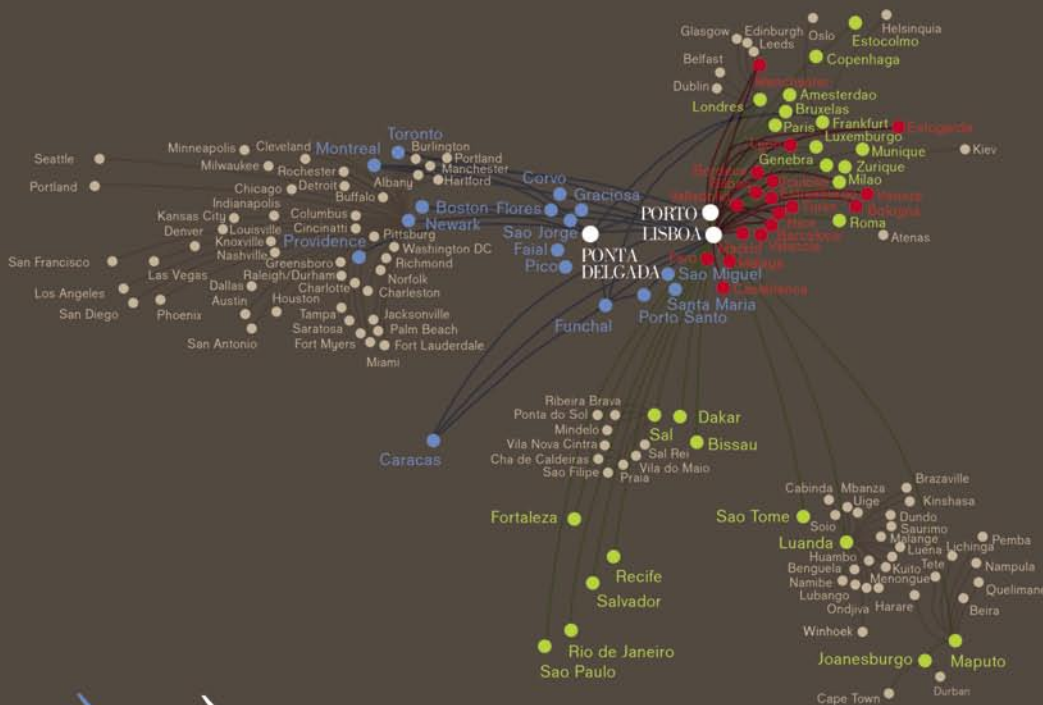 Glasgow
Edinburgh
Leeds
Oslo
Helsinquia
Estocolmo
Copenhaga
Belfast
Dublin
Manchester
Londres
Amesterdao
Bruxelas
Paris
Frankfurt
Estugarda
Luxemburgo
Genebra
Munique
Kiev
Zurique
Milao
Veneza
Bolonha
Roma
Atenas
Toronto
Montreal
Minneapolis
Cleveland
Burlington
Portland
Manchester
Hartford
Albany
Seattle
Milwaukee
Rochester
Detroit
Buffalo
Portland
Chicago
Indianapolis
Kansas City
Denver
Louisville
Knoxville
Nashville
Columbus
Cincinatti
Pittsburg
Boston
Newark
Providence
Washington DC
Richmond
Norfolk
Charleston
Greensboro
Raleigh/Durham
Charlotte
San Francisco
Las Vegas
Los Angeles
San Diego
Phoenix
Dallas
Austin
Houston
San Antonio
Tampa
Saratosa
Fort Myers
Jacksonville
Palm Beach
Fort Lauderdale
Miami
Corvo
Graciosa
Flores
Sao Jorge
Faial
Pico
PORTO
LISBOA
PONTA
DELGADA
Faro
Sao Miguel
Santa Maria
Porto Santo
Funchal
Casablanca
Caracas
Ribeira Brava
Ponta do Sol
Mindelo
Vila Nova Cintra
Cha de Caldeiras
Sao Filipe
Praia
Vila do Maio
Sal Rei
Sal
Dakar
Bissau
Fortaleza
Recife
Salvador
Rio de Janeiro
Sao Paulo
Sao Tome
Luanda
Cabinda
Mbanza
Uige
Soio
Brazaville
Kinshasa
Dundo
Saurimo
Malange
Luena
Lichinga
Pemba
Huambo
Benguela
Kuito
Tete
Nampula
Namibe
Menongue
Quelimane
Lubango
Ondjiva
Harare
Beira
Winhoek
Joanesburgo
Maputo
Cape Town
Durban